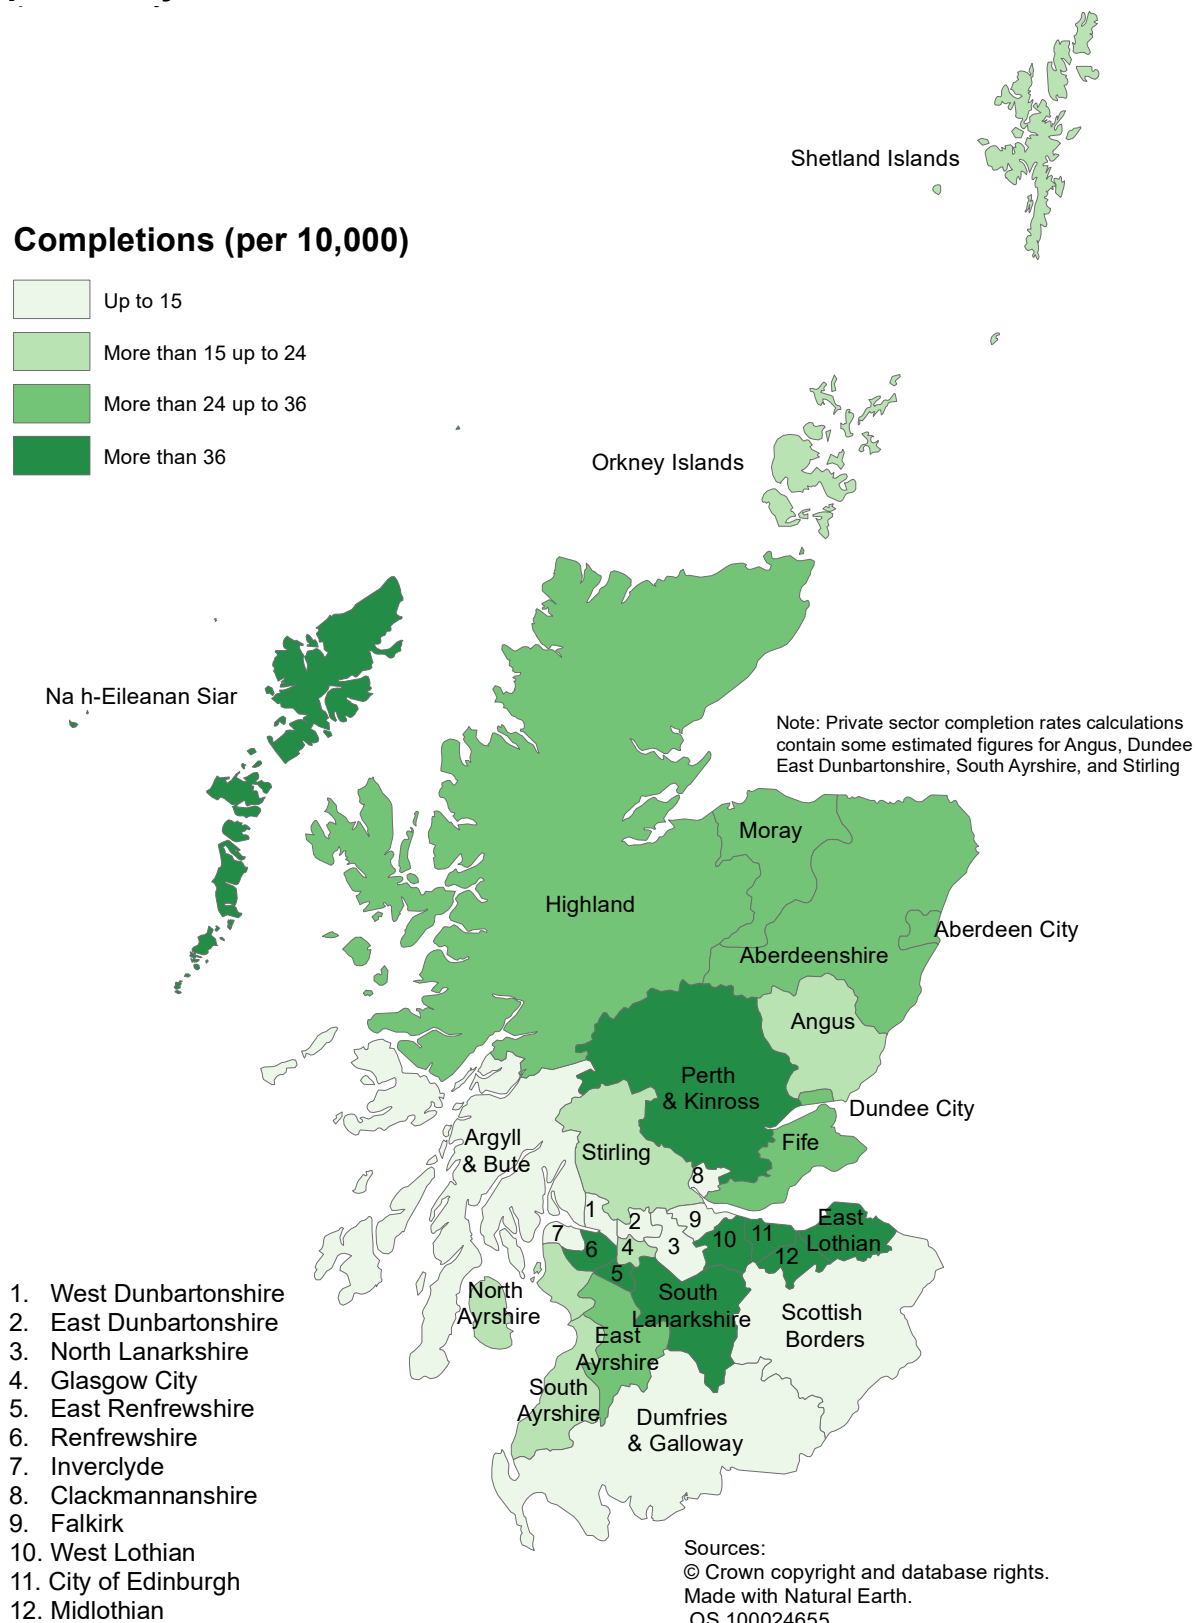 Shetland Islands
Completions (per 10,000)
Up to 15
More than 15 up to 24
More than 24 up to 36
More than 36
Orkney Islands
Na h-Eileanan Siar
Note: Private sector completion rates calculations
contain some estimated figures for Angus, Dundee
East Dunbartonshire, South Ayrshire, and Stirling
Moray
Highland
Aberdeen City
Aberdeenshire
Angus
Perth
& Kinross
Dundee City
Argyll
& Bute
Stirling
Fife
8
1
2
9
7
6
4
3
10
11
12
East
Lothian
5
North
Ayrshire
South
Lanarkshire
East
Ayrshire
Scottish
Borders
South
Ayrshire
Dumfries
& Galloway
1. West Dunbartonshire
2. East Dunbartonshire
3. North Lanarkshire
4. Glasgow City
5. East Renfrewshire
6. Renfrewshire
7. Inverclyde
8. Clackmannanshire
9. Falkirk
10. West Lothian
11. City of Edinburgh
12. Midlothian
Sources:
© Crown copyright and database rights.
Made with Natural Earth.
OS 100024655